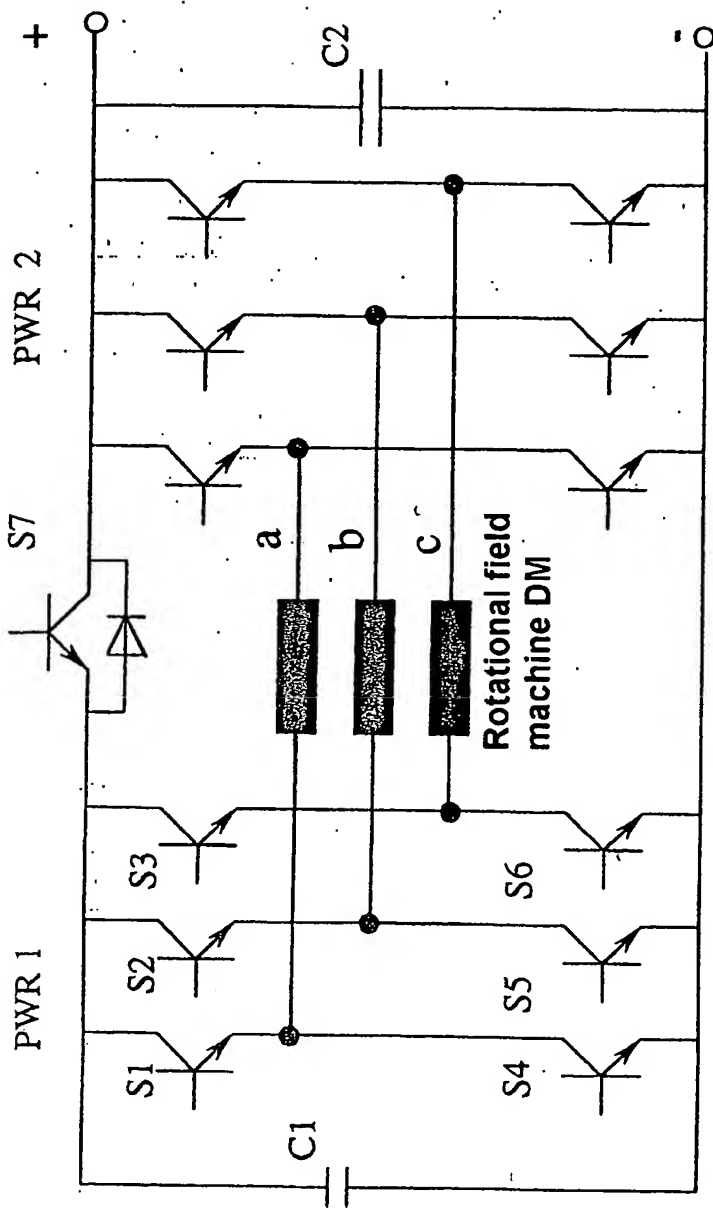 PWR 1
S7
PWR 2
+
S1
S2
S3
C1
a
b
c
C2
Rotational field
machine DM
S4
S5
S6
-